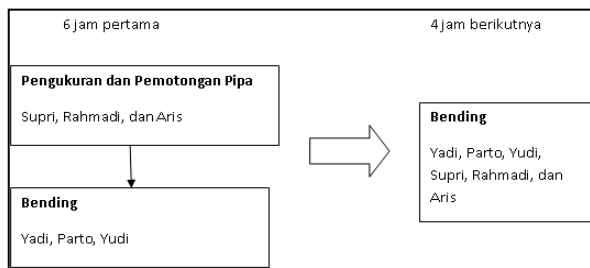 6 jam pertama
4 jam berikutnya
Pengukuran dan Pemotongan Pipa
Supri, Rahmadi, dan Aris
Bending
Yadi, Parto, Yudi
Bending
Yadi, Parto, Yudi,
Supri, Rahmadi, dan
Aris